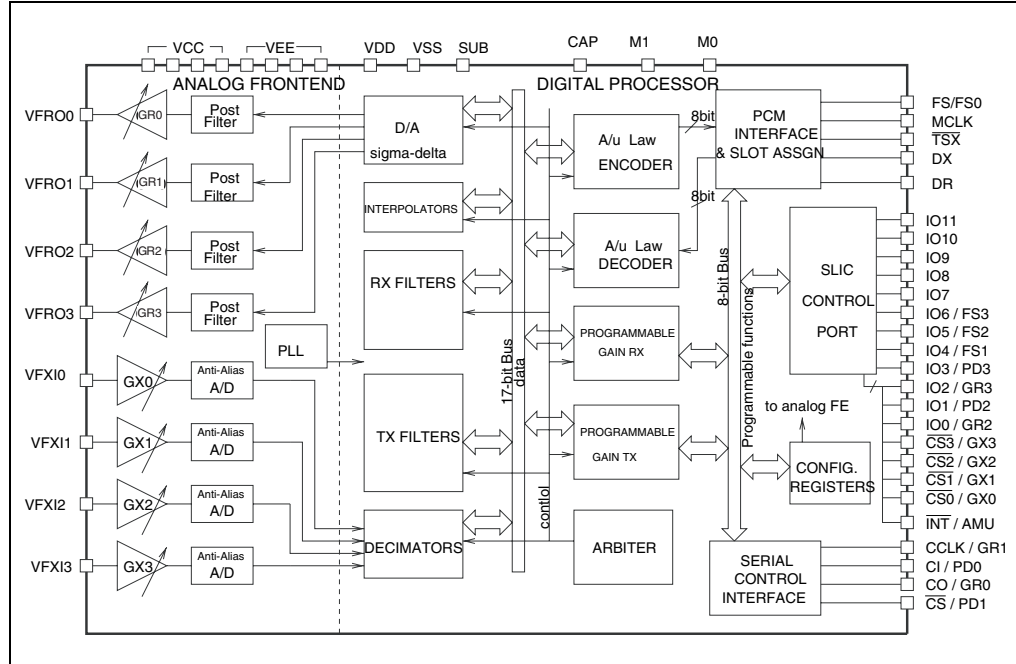 VCC VEE VDD VSS SUB CAP M1 M0
ANALOG FRONTEND DIGITAL PROCESSOR
VFRO0
VFRO1
VFRO2
VFRO3
VFXI0
VFXI1
VFXI2
VFXI3
GR0
GR1
GR2
GR3
GX0
GX1
GX2
GX3
Post
Filter
Post
Filter
Post
Filter
Post
Filter
PLL
Anti-Alias
A/D
Anti-Alias
A/D
Anti-Alias
A/D
Anti-Alias
A/D
D/A
sigma-delta
INTERPOLATORS
RX FILTERS
TX FILTERS
DECIMATORS
17-bit Bus
data
contlol
A/u Law
ENCODER
A/u Law
DECODER
PROGRAMMABLE
GAIN RX
PROGRAMMABLE
GAIN TX
ARBITER
8bit
8bit
8-bit Bus
Programmable functions
PCM
INTERFACE
& SLOT ASSGN
SLIC
CONTROL
PORT
to analog FE
CONFIG.
REGISTERS
SERIAL
CONTROL
INTERFACE
FS/FS0
MCLK
TSX
DX
DR
IO11
IO10
IO9
IO8
IO7
IO6 / FS3
IO5 / FS2
IO4 / FS1
IO3 / PD3
IO2 / GR3
IO1 / PD2
IO0 / GR2
CS3 / GX3
CS2 / GX2
CS1 / GX1
CS0 / GX0
INT / AMU
CCLK / GR1
CI / PD0
CO / GR0
CS / PD1